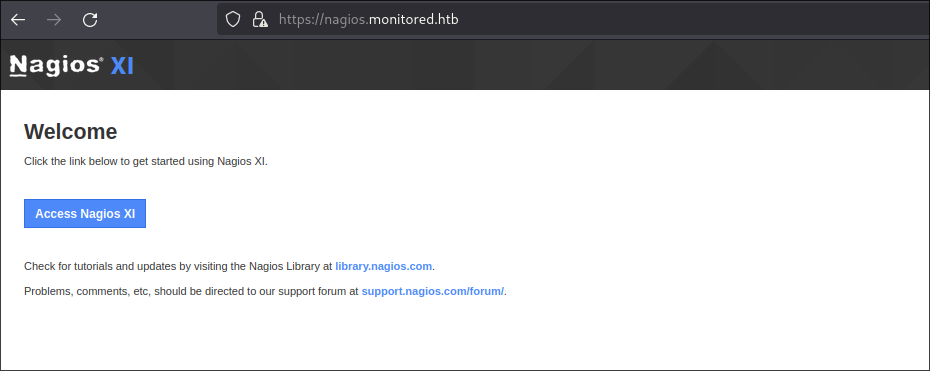 https://nagios.monitored.htb
Nagios® XI
Welcome
Click the link below to get started using Nagios XI.
Access Nagios XI
Check for tutorials and updates by visiting the Nagios Library at library.nagios.com.
Problems, comments, etc, should be directed to our support forum at support.nagios.com/forum/.